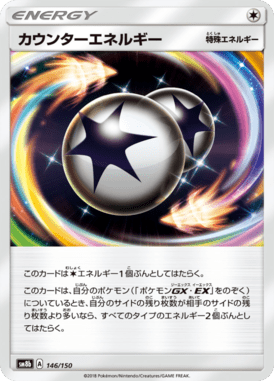 ENERGY
カウンターエネルギー
とくしゅ
特殊エネルギー
このカードは エネルギー1個ぶんとしてはたらく。
このカードは、自分のポケモン(「ポケモンGX・EX」をのぞく)
についているとき、自分のサイドの残り枚数が相手のサイドの残
り枚数より多いなら、すべてのタイプのエネルギー2個ぶんとし
てはたらく。
SM8b A 146/150
©2018 Pokémon/Nintendo/Creatures/GAME FREAK.